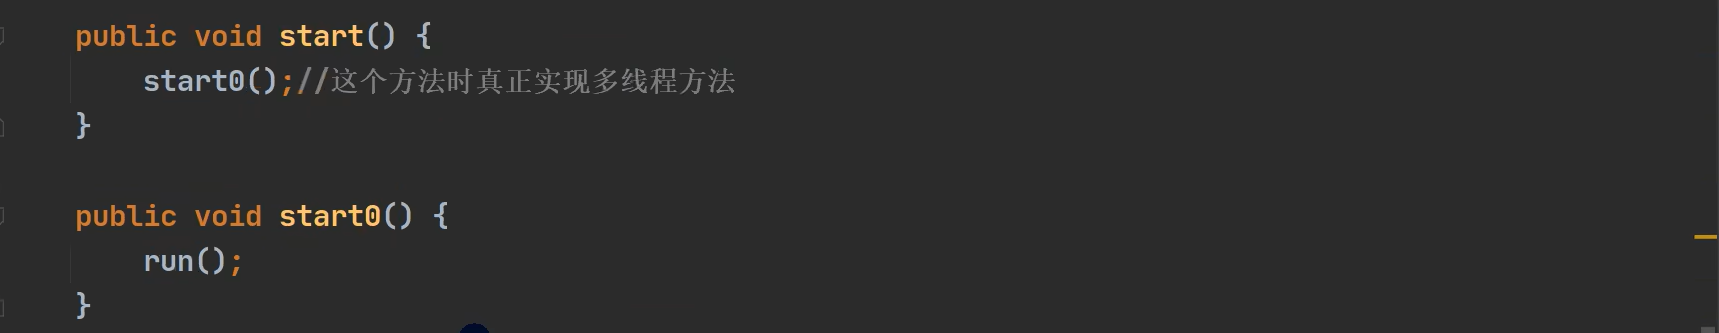 public void start() {
start0();//这个方法时真正实现多线程方法
}
public void start0() {
run();
}